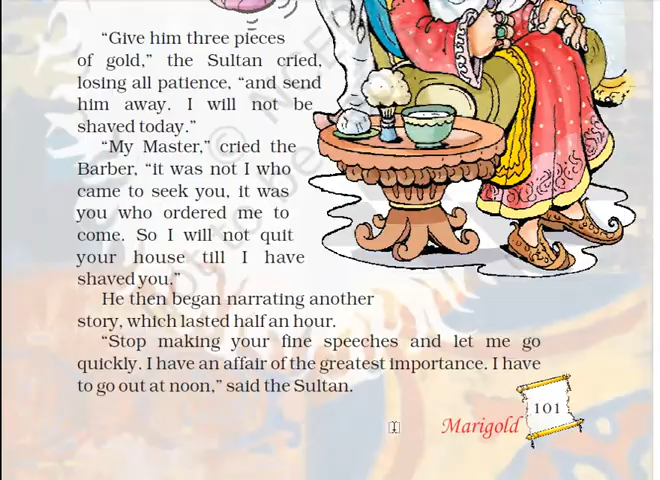 “Give him three pieces
of gold,” the Sultan cried,
losing all patience, “and send
him away. I will not be
shaved today.”
“My Master,” cried the
Barber, “it was not I who
came to seek you, it was
you who ordered me to
come. So I will not quit
your house till I have
shaved you.”
He then began narrating another
story, which lasted half an hour.
“Stop making your fine speeches and let me go
quickly. I have an affair of the greatest importance. I have
to go out at noon,” said the Sultan.
Marigold 101